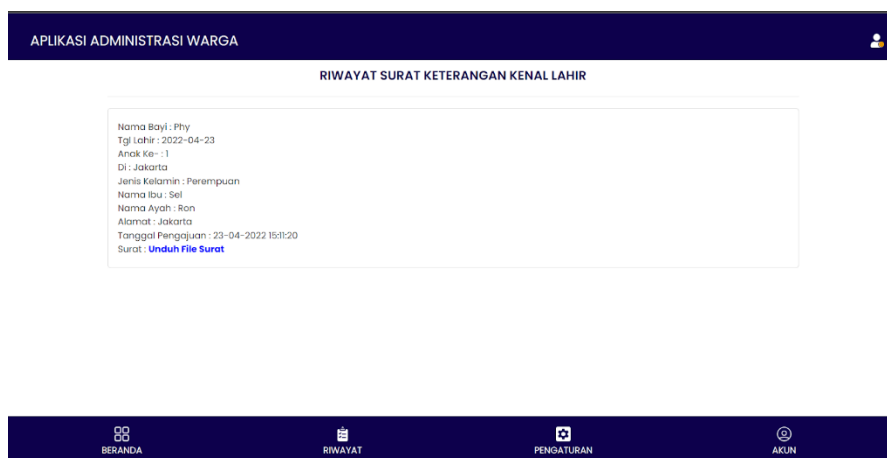 APLIKASI ADMINISTRASI WARGA
RIWAYAT SURAT KETERANGAN KENAL LAHIR
Nama Bayi : Phy
Tgl Lahir : 2022-04-23
Anak Ke- : 1
Di : Jakarta
Jenis Kelamin : Perempuan
Nama Ibu : Sel
Nama Ayah : Ron
Alamat : Jakarta
Tanggal Pengajuan : 23-04-2022 15:11:20
Surat : Unduh File Surat
BERANDA RIWAYAT PENGATURAN AKUN